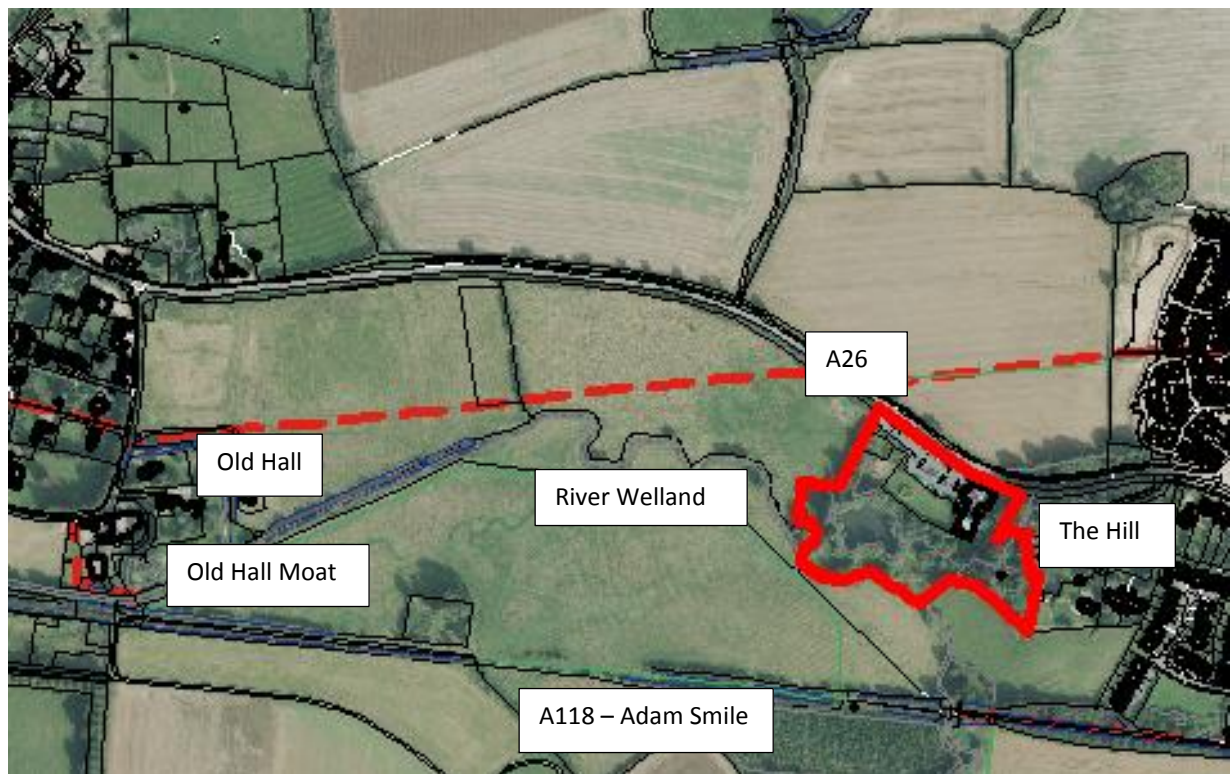 A26
Old Hall
River Welland
The Hill
Old Hall Moat
A118 – Adam Smile